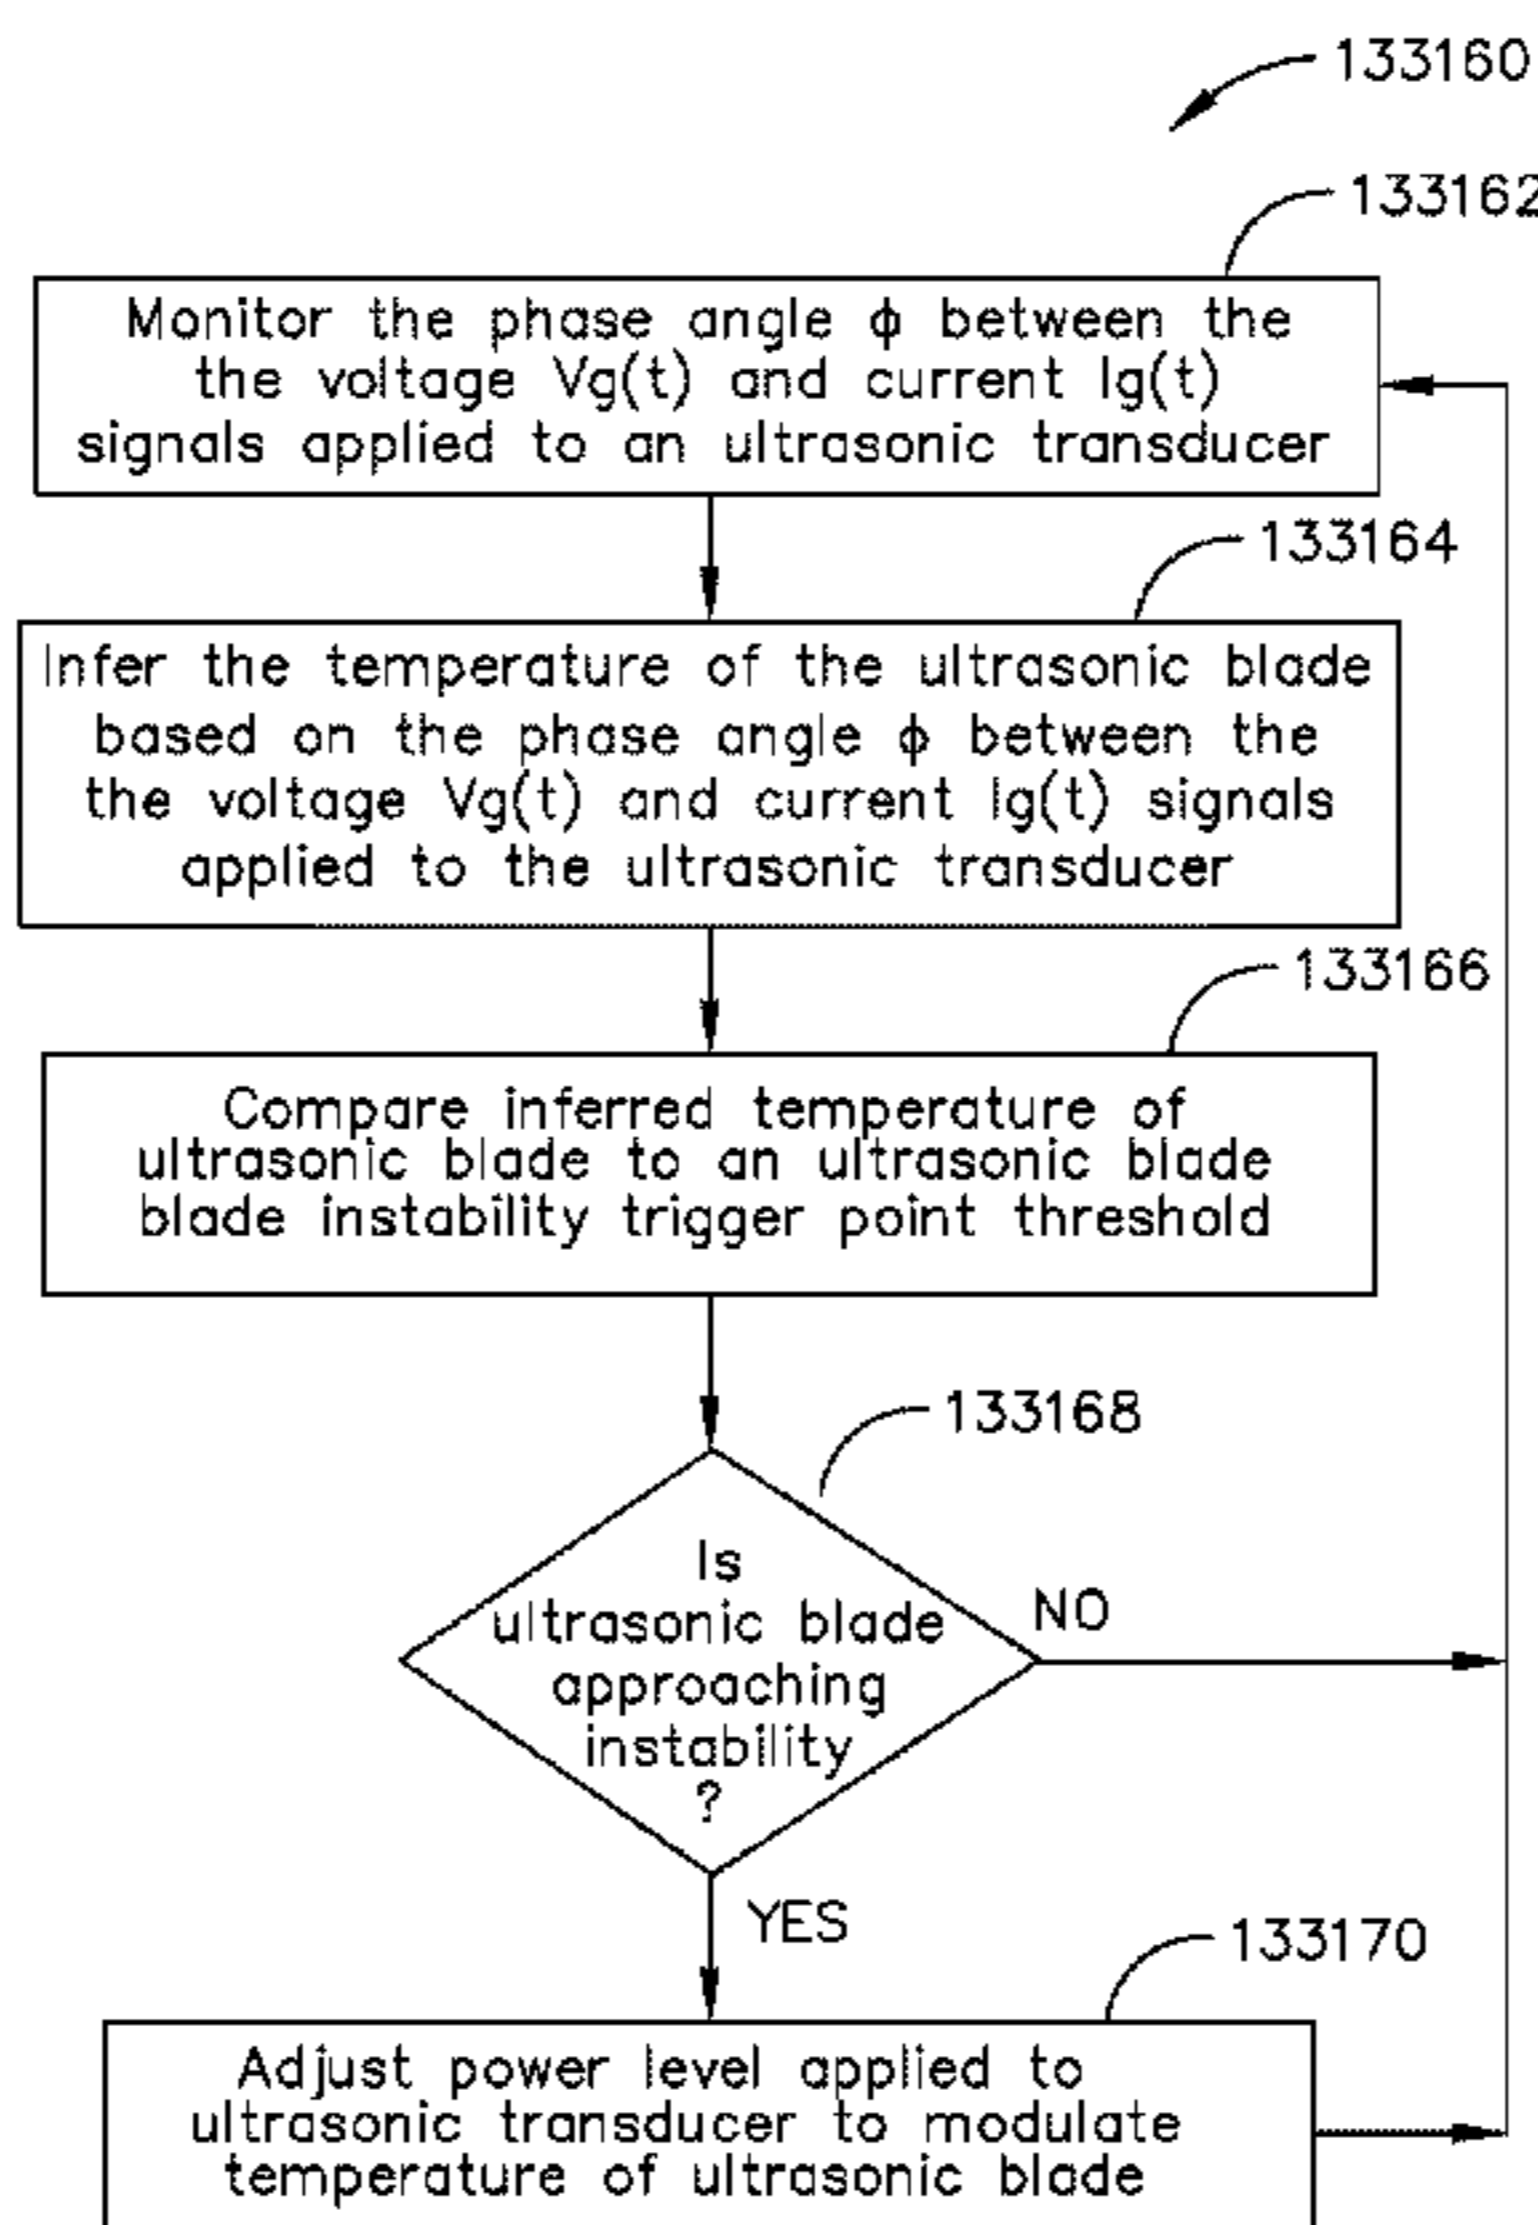 133160
133162
Monitor the phase angle ϕ between the
the voltage Vg(t) and current Ig(t)
signals applied to an ultrasonic transducer
133164
Infer the temperature of the ultrasonic blade
based on the phase angle ϕ between the
the voltage Vg(t) and current Ig(t) signals
applied to the ultrasonic transducer
133166
Compare inferred temperature of
ultrasonic blade to an ultrasonic blade
blade instability trigger point threshold
133168
Is
ultrasonic blade
approaching
instability
?
NO
YES
133170
Adjust power level applied to
ultrasonic transducer to modulate
temperature of ultrasonic blade